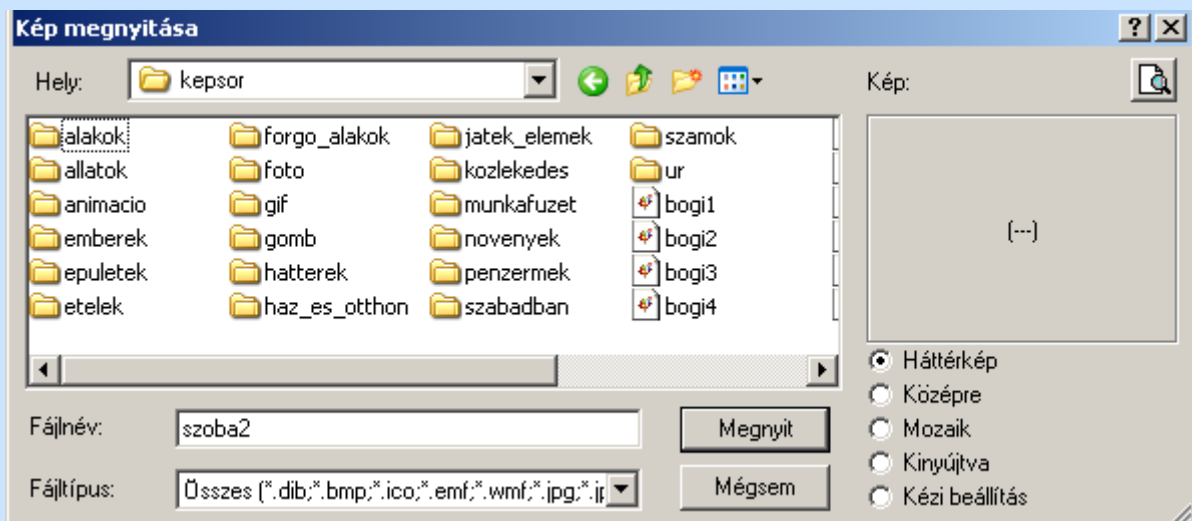 Kép megnyitása
Hely: kepsor Kép:
alakok forgo_alakok jatek_elemek szamok
allatok foto kozlekedes ur
animacio gif munkafuzet bogi1
emberek gomb novenyek bogi2
epuletek hatterek penzermek bogi3
etelek haz_es_otthon szabadban bogi4
(---)
Háttérkép
Középre
Mozaik
Kinyújtva
Kézi beállítás
Fájlnév: szoba2 Megnyit
Fájltípus: Összes (*.dib;*.bmp;*.ico;*.emf;*.wmf;*.jpg;*.jp Mégsem